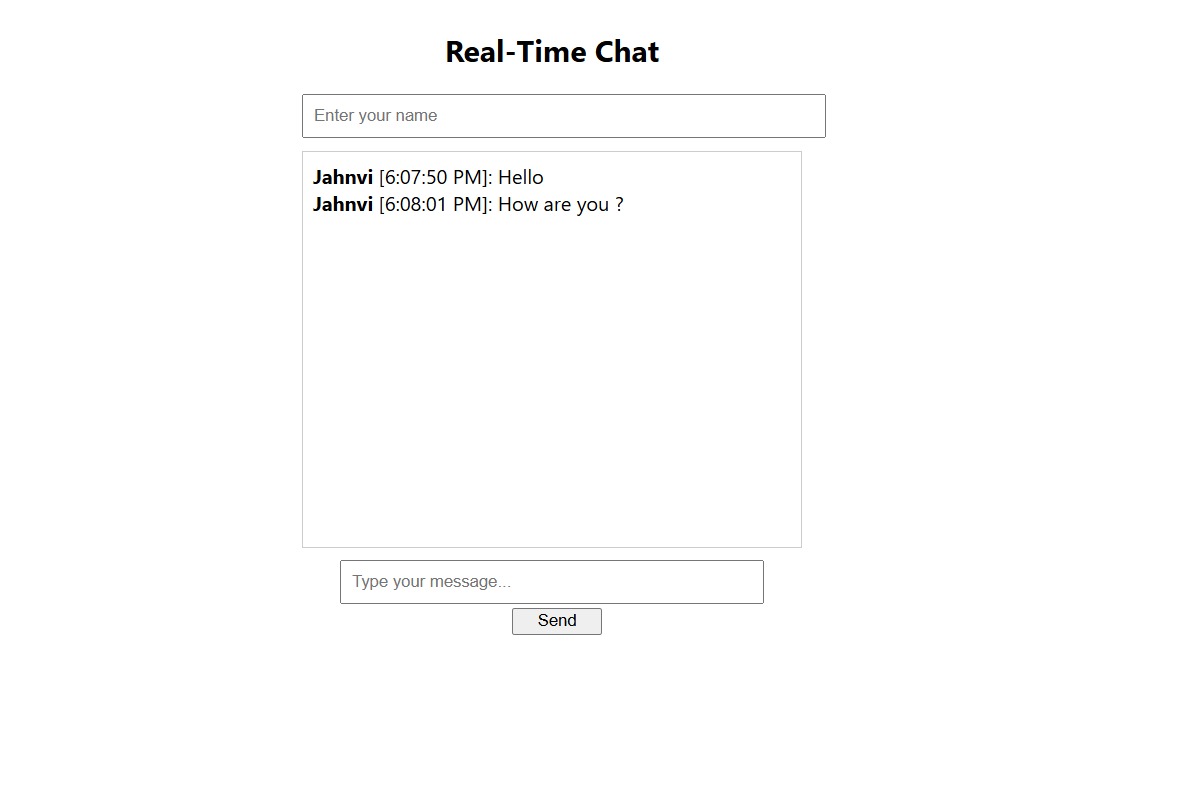 Real-Time Chat
Enter your name
Jahnvi [6:07:50 PM]: Hello
Jahnvi [6:08:01 PM]: How are you ?
Type your message...
Send